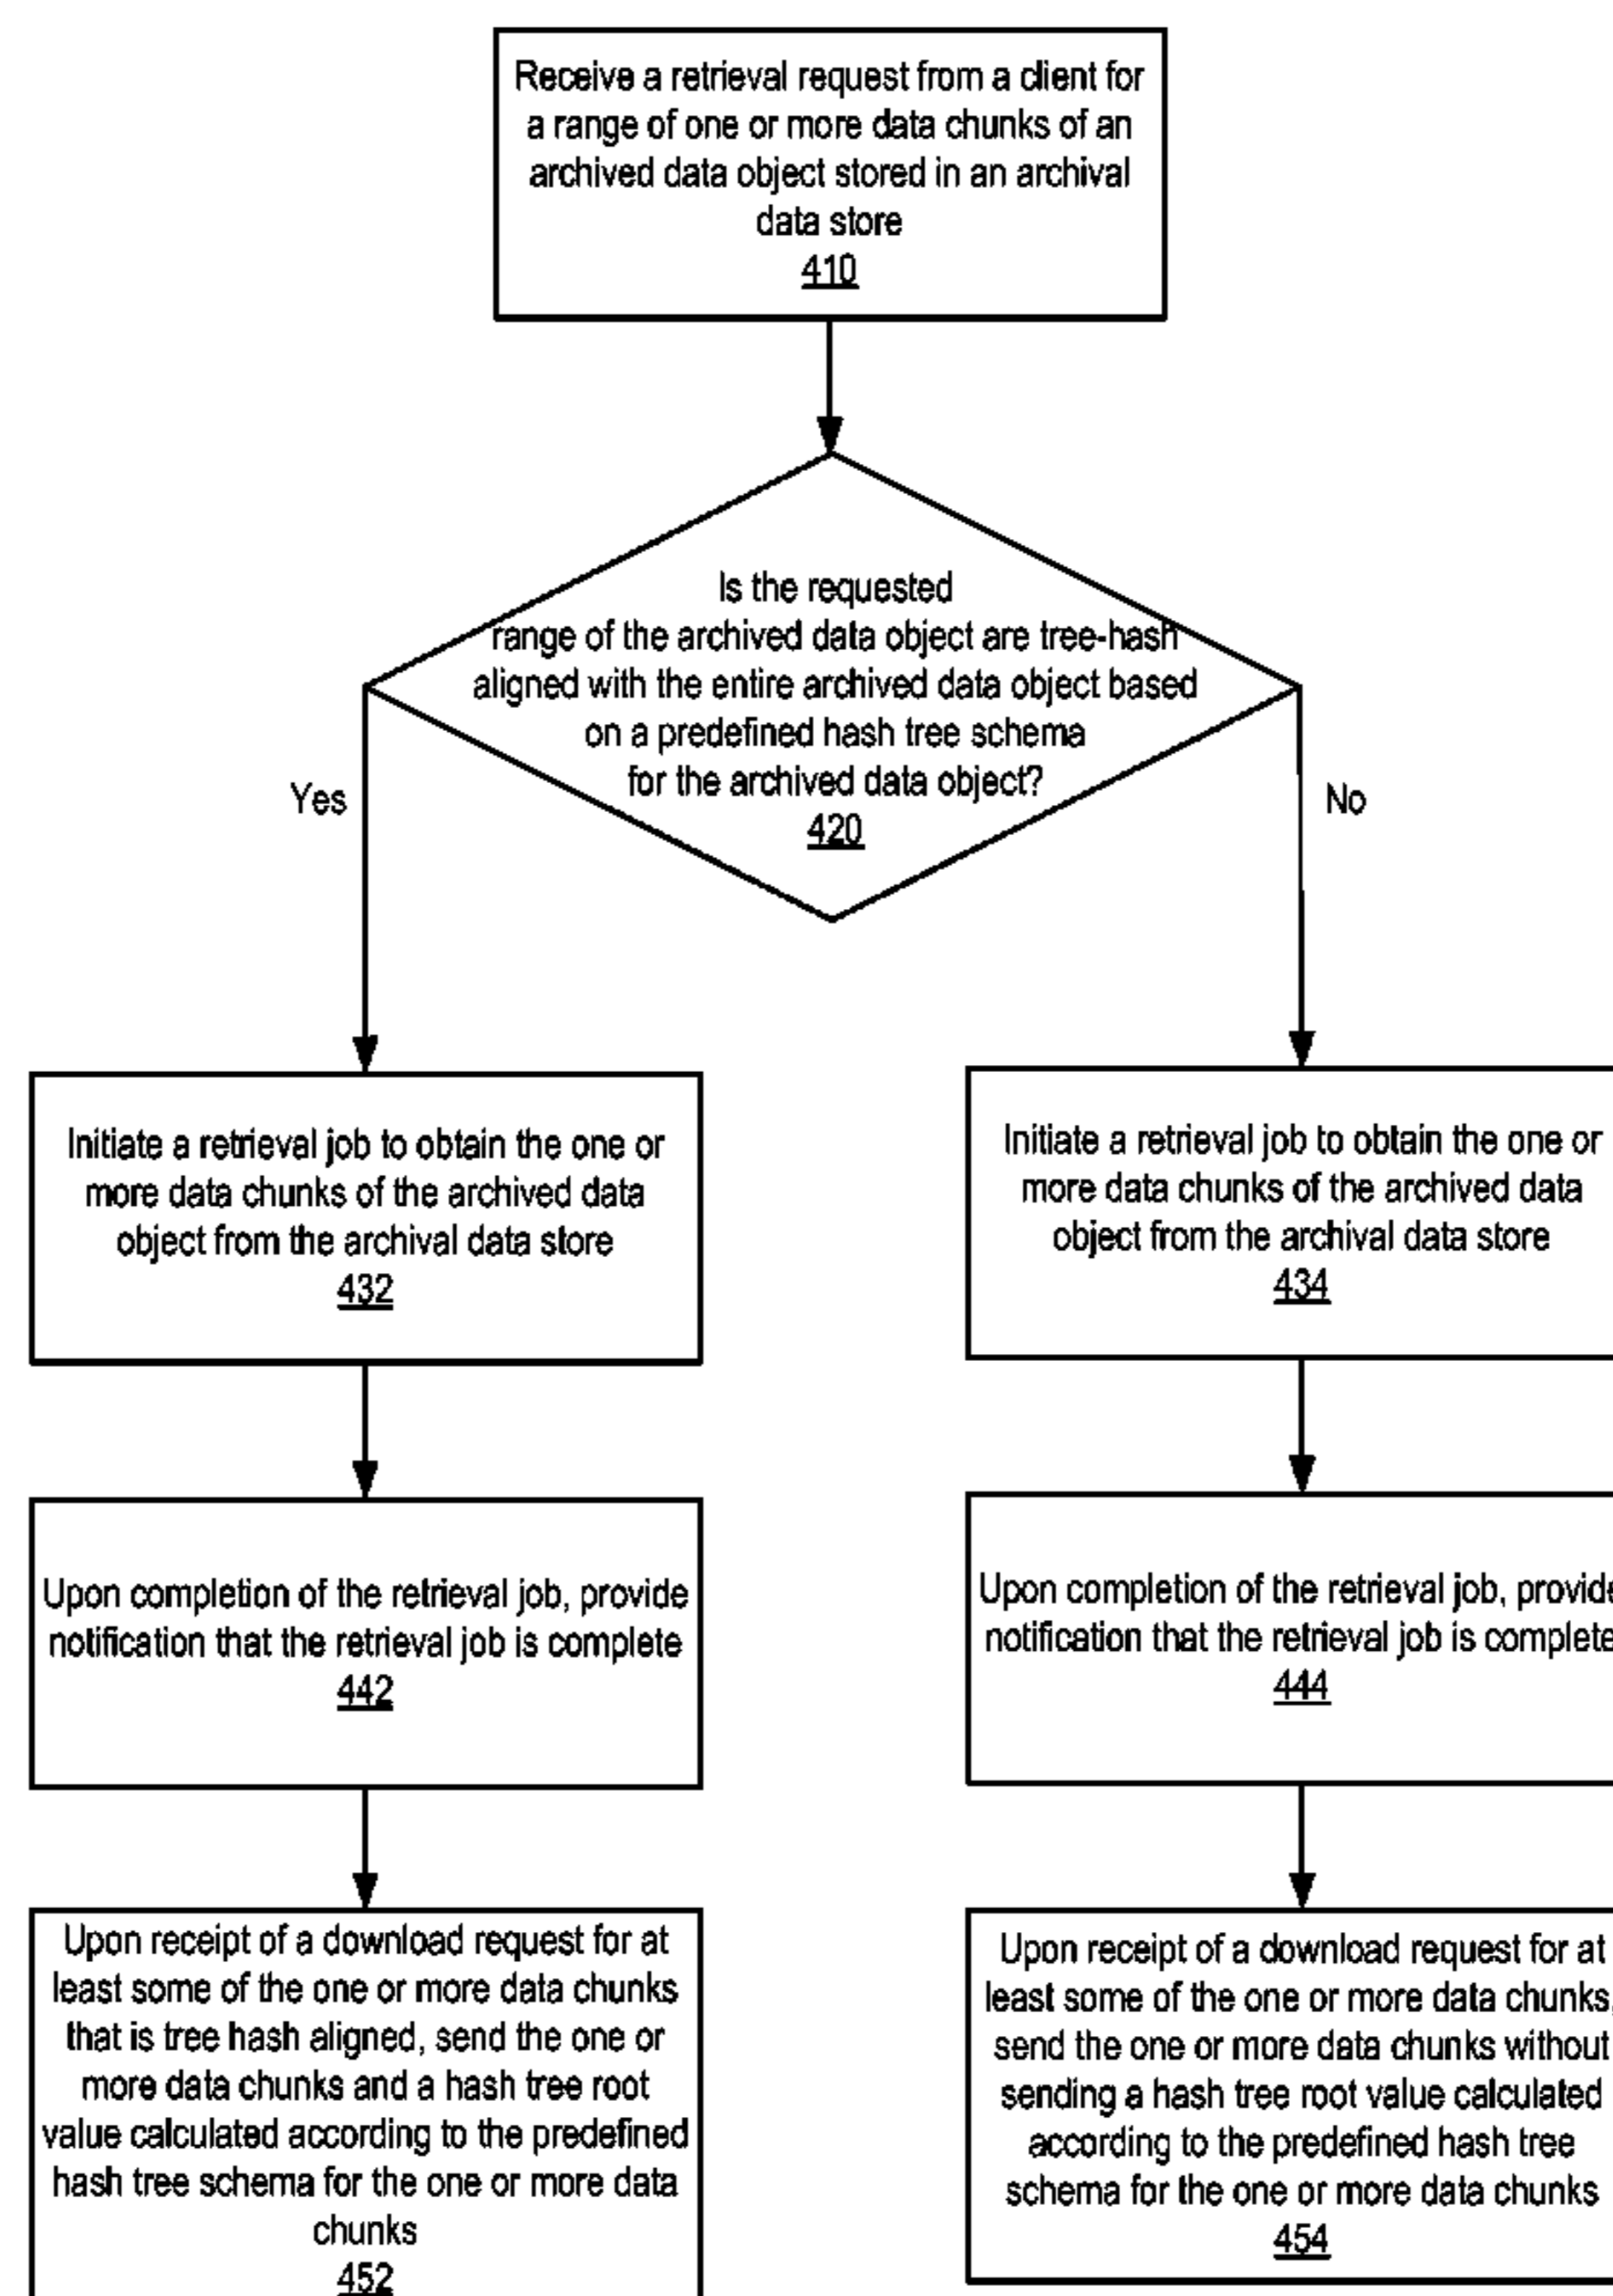 Receive a retrieval request from a client for
a range of one or more data chunks of an
archived data object stored in an archival
data store
410
Is the requested
range of the archived data object are tree-hash
aligned with the entire archived data object based
on a predefined hash tree schema
for the archived data object?
420
Yes
No
Initiate a retrieval job to obtain the one or
more data chunks of the archived data
object from the archival data store
432
Initiate a retrieval job to obtain the one or
more data chunks of the archived data
object from the archival data store
434
Upon completion of the retrieval job, provide
notification that the retrieval job is complete
442
Upon completion of the retrieval job, provide
notification that the retrieval job is complete
444
Upon receipt of a download request for at
least some of the one or more data chunks
that is tree hash aligned, send the one or
more data chunks and a hash tree root
value calculated according to the predefined
hash tree schema for the one or more data
chunks
452
Upon receipt of a download request for at
least some of the one or more data chunks,
send the one or more data chunks without
sending a hash tree root value calculated
according to the predefined hash tree
schema for the one or more data chunks
454